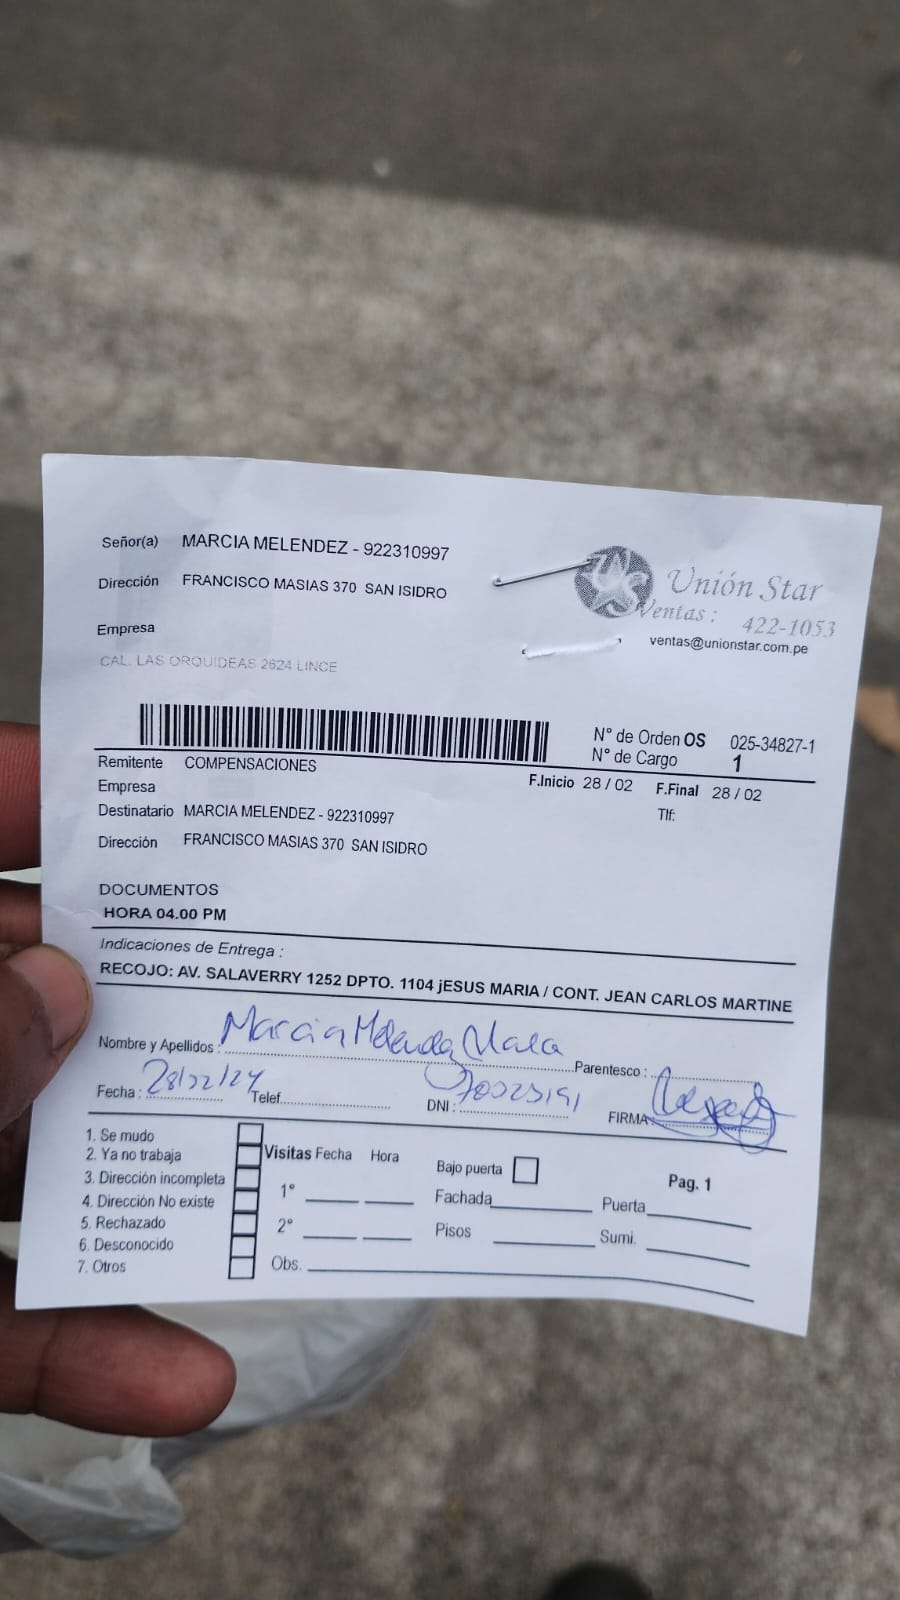 Señor(a) MARCIA MELENDEZ - 922310997
Dirección FRANCISCO MASIAS 370 SAN ISIDRO
Unión Star
Ventas : 422-1053
ventas@unionstar.com.pe
Empresa
CAL. LAS ORQUIDEAS 2624 LINCE
N° de Orden OS 025-34827-1
N° de Cargo 1
Remitente COMPENSACIONES
F.Inicio 28 / 02 F.Final 28 / 02
Empresa
Tlf:
Destinatario MARCIA MELENDEZ - 922310997
Dirección FRANCISCO MASIAS 370 SAN ISIDRO
DOCUMENTOS
HORA 04.00 PM
Indicaciones de Entrega :
RECOJO: AV. SALAVERRY 1252 DPTO. 1104 jESUS MARIA / CONT. JEAN CARLOS MARTINE
Nombre y Apellidos : Marcia Melendez Parentesco :
Fecha : 28/02/24 Telef. DNI : FIRMA:
1. Se mudo
2. Ya no trabaja
3. Dirección incompleta
4. Dirección No existe
5. Rechazado
6. Desconocido
7. Otros
Visitas Fecha Hora
1°
2°
Obs.
Bajo puerta
Fachada
Pisos
Pag. 1
Puerta
Sumi.